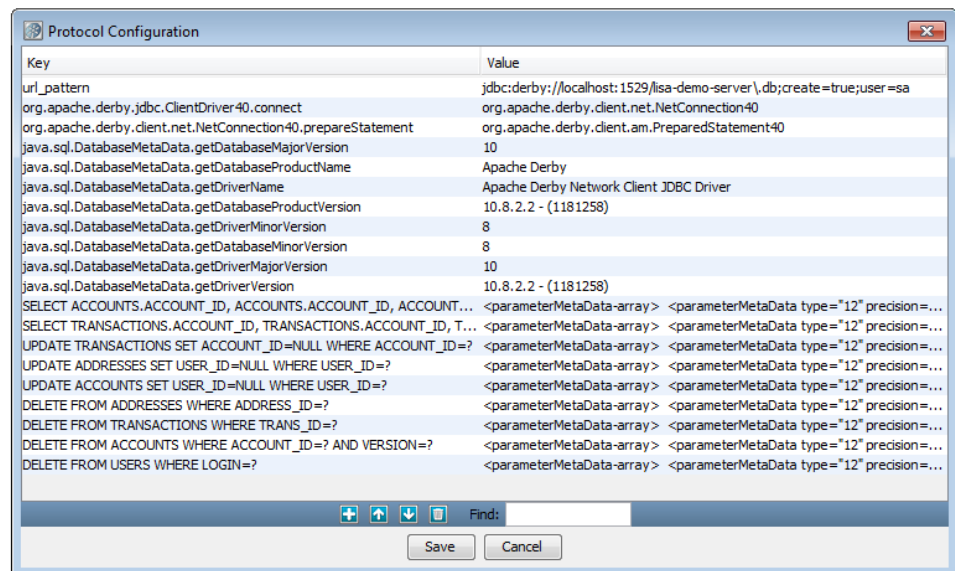 Protocol Configuration
Key Value
url_pattern jdbc:derby://localhost:1529/lisa-demo-server\.db;create=true;user=sa
org.apache.derby.jdbc.ClientDriver40.connect org.apache.derby.client.net.NetConnection40
org.apache.derby.client.net.NetConnection40.prepareStatement org.apache.derby.client.am.PreparedStatement40
java.sql.DatabaseMetaData.getDatabaseMajorVersion 10
java.sql.DatabaseMetaData.getDatabaseProductName Apache Derby
java.sql.DatabaseMetaData.getDriverName Apache Derby Network Client JDBC Driver
java.sql.DatabaseMetaData.getDatabaseProductVersion 10.8.2.2 - (1181258)
java.sql.DatabaseMetaData.getDriverMinorVersion 8
java.sql.DatabaseMetaData.getDatabaseMinorVersion 8
java.sql.DatabaseMetaData.getDriverMajorVersion 10
java.sql.DatabaseMetaData.getDriverVersion 10.8.2.2 - (1181258)
SELECT ACCOUNTS.ACCOUNT_ID, ACCOUNTS.ACCOUNT_ID, ACCOUNT... <parameterMetaData-array> <parameterMetaData type="12" precision=...
SELECT TRANSACTIONS.ACCOUNT_ID, TRANSACTIONS.ACCOUNT_ID, T... <parameterMetaData-array> <parameterMetaData type="12" precision=...
UPDATE TRANSACTIONS SET ACCOUNT_ID=NULL WHERE ACCOUNT_ID=? <parameterMetaData-array> <parameterMetaData type="12" precision=...
UPDATE ADDRESSES SET USER_ID=NULL WHERE USER_ID=? <parameterMetaData-array> <parameterMetaData type="12" precision=...
UPDATE ACCOUNTS SET USER_ID=NULL WHERE USER_ID=? <parameterMetaData-array> <parameterMetaData type="12" precision=...
DELETE FROM ADDRESSES WHERE ADDRESS_ID=? <parameterMetaData-array> <parameterMetaData type="12" precision=...
DELETE FROM TRANSACTIONS WHERE TRANS_ID=? <parameterMetaData-array> <parameterMetaData type="12" precision=...
DELETE FROM ACCOUNTS WHERE ACCOUNT_ID=? AND VERSION=? <parameterMetaData-array> <parameterMetaData type="12" precision=...
DELETE FROM USERS WHERE LOGIN=? <parameterMetaData-array> <parameterMetaData type="12" precision=...
Find:
Save Cancel